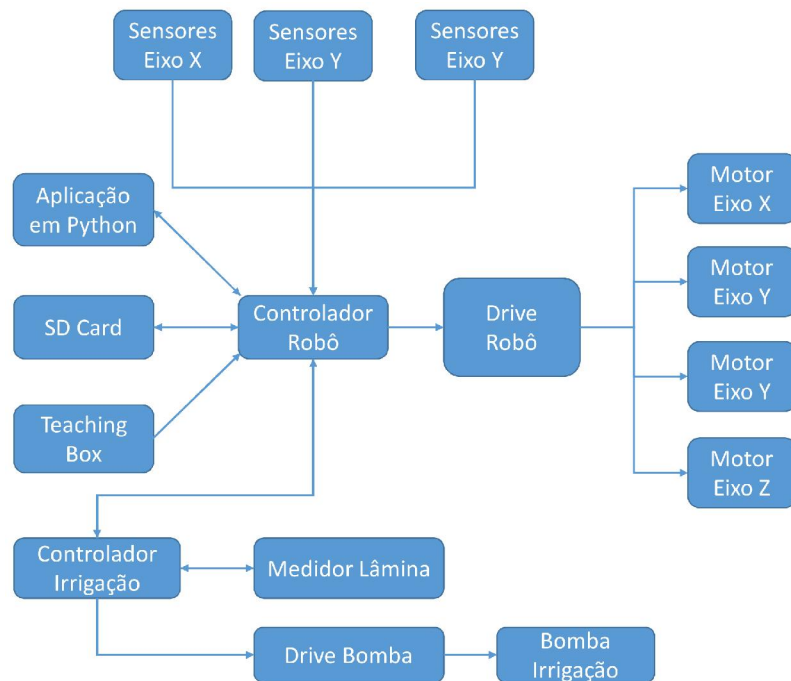 Sensores
Eixo X
Sensores
Eixo Y
Sensores
Eixo Y
Aplicação
em Python
SD Card
Teaching
Box
Controlador
Robô
Drive
Robô
Motor
Eixo X
Motor
Eixo Y
Motor
Eixo Y
Motor
Eixo Z
Controlador
Irrigação
Medidor Lâmina
Drive Bomba
Bomba
Irrigação